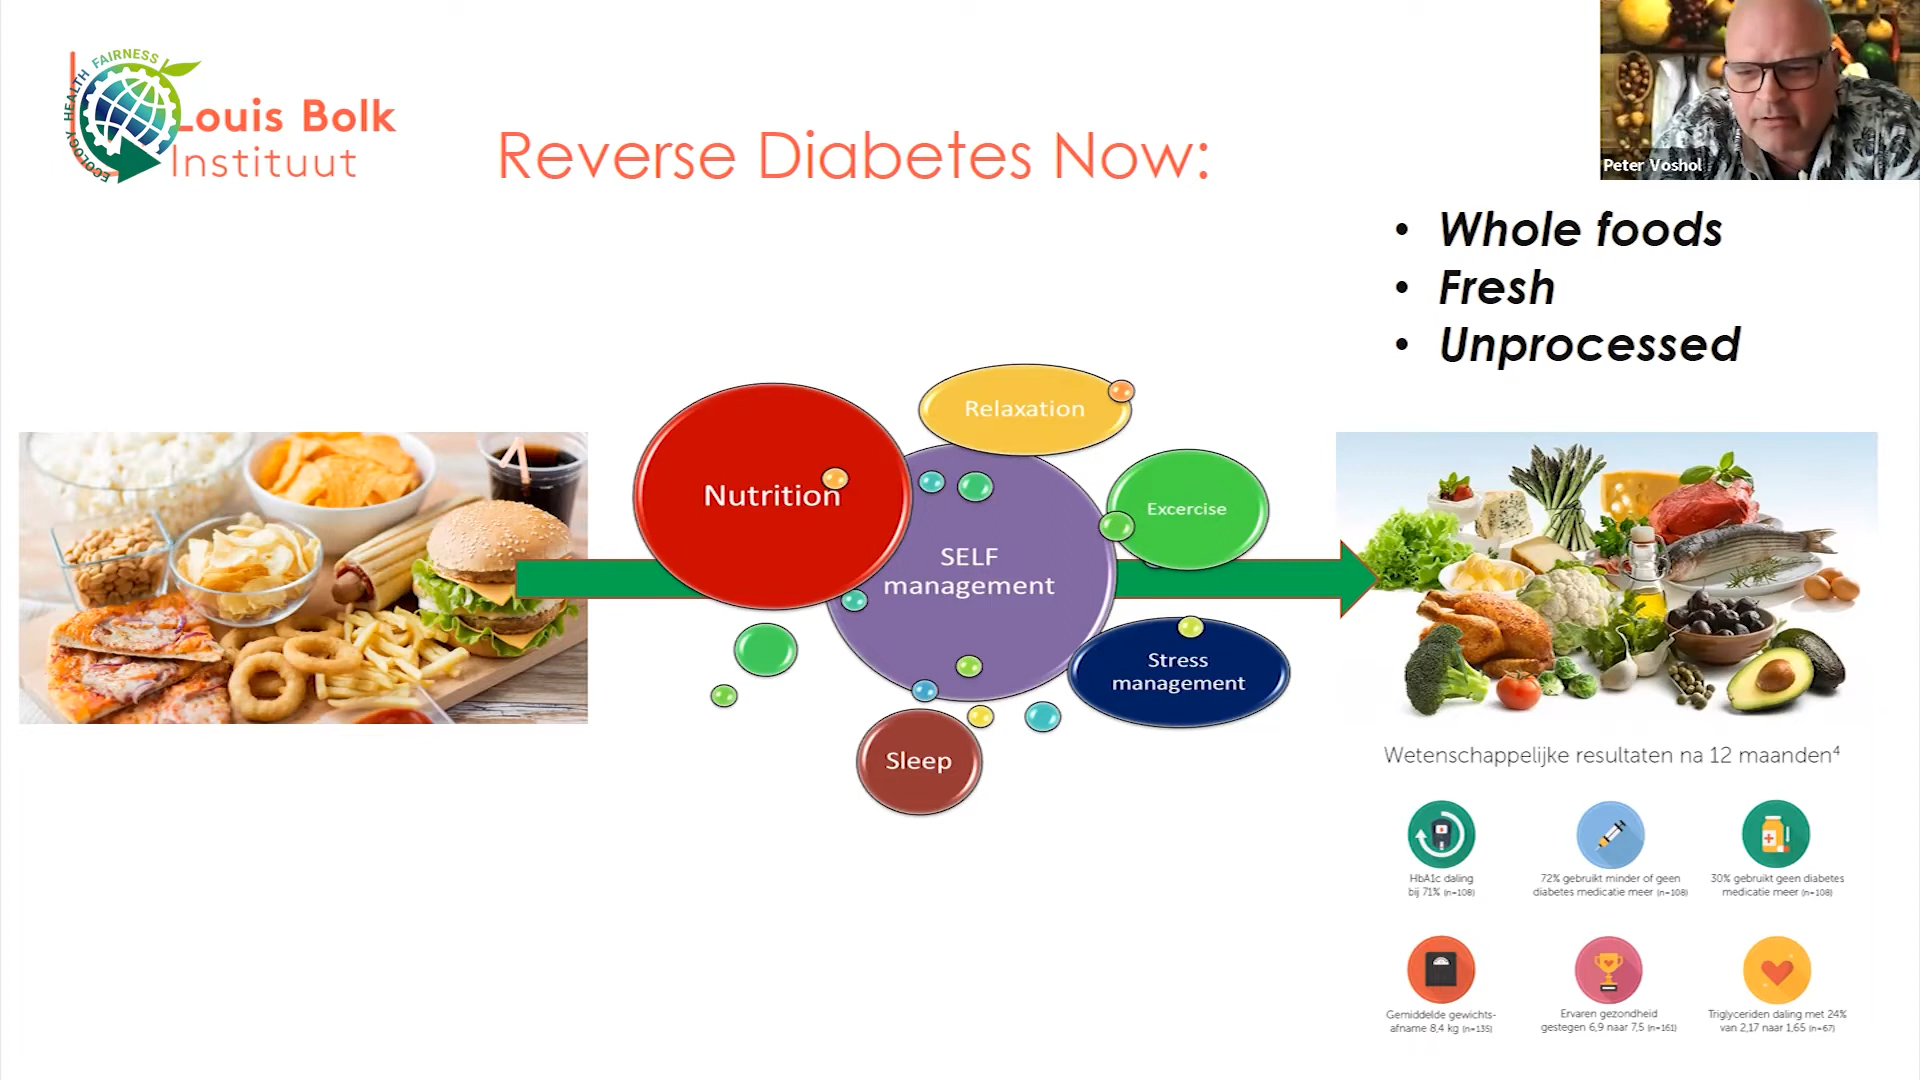 ECOLOGY HEALTH FAIRNESS
Louis Bolk
Instituut
Reverse Diabetes Now:
Peter Voshol
• Whole foods
• Fresh
• Unprocessed
Relaxation
Nutrition
Excercise
SELF
management
Stress
management
Sleep
Wetenschappelijke resultaten na 12 maanden⁴
HbA1c daling
bij 71% (n=108)
72% gebruikt minder of geen
diabetes medicatie meer (n=108)
30% gebruikt geen diabetes
medicatie meer (n=108)
Gemiddelde gewichts-
afname 8,4 kg (n=135)
Ervaren gezondheid
gestegen 6,9 naar 7,5 (n=161)
Triglyceriden daling met 24%
van 2,17 naar 1,65 (n=67)